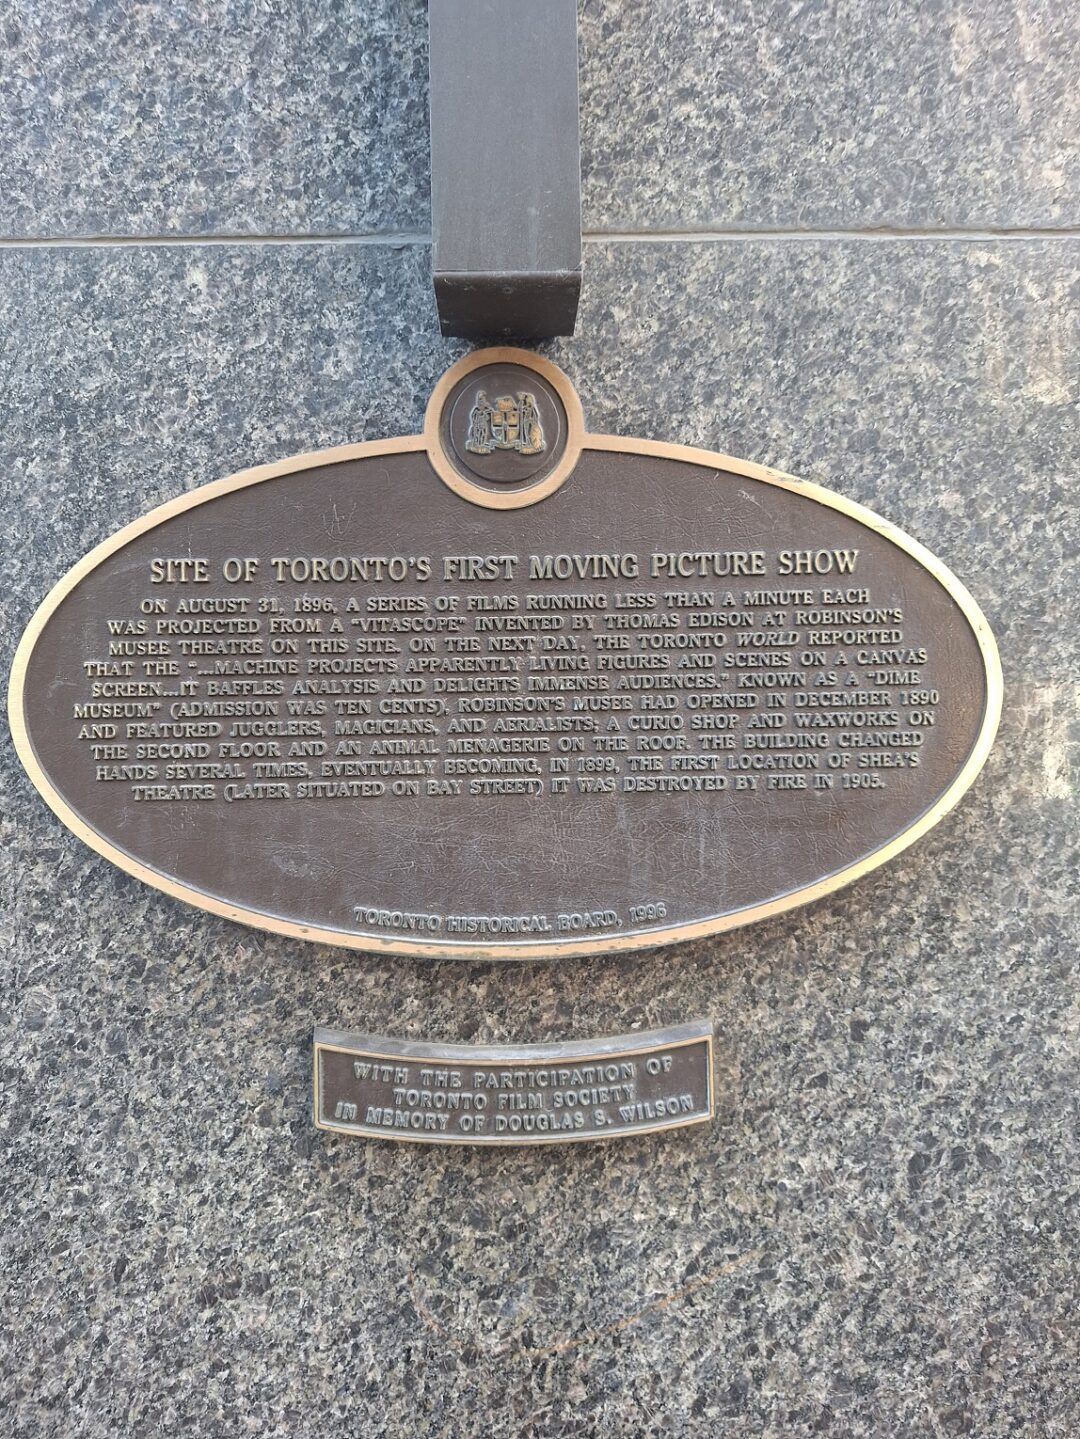 SITE OF TORONTO'S FIRST MOVING PICTURE SHOW
ON AUGUST 31, 1896, A SERIES OF FILMS RUNNING LESS THAN A MINUTE EACH
WAS PROJECTED FROM A "VITASCOPE" INVENTED BY THOMAS EDISON AT ROBINSON'S
MUSEE THEATRE ON THIS SITE. ON THE NEXT DAY, THE TORONTO WORLD REPORTED
THAT THE "...MACHINE PROJECTS APPARENTLY LIVING FIGURES AND SCENES ON A CANVAS
SCREEN...IT BAFFLES ANALYSIS AND DELIGHTS IMMENSE AUDIENCES." KNOWN AS A "DIME
MUSEUM" (ADMISSION WAS TEN CENTS), ROBINSON'S MUSEE HAD OPENED IN DECEMBER 1890
AND FEATURED JUGGLERS, MAGICIANS, AND AERIALISTS; A CURIO SHOP AND WAXWORKS ON
THE SECOND FLOOR AND AN ANIMAL MENAGERIE ON THE ROOF. THE BUILDING CHANGED
HANDS SEVERAL TIMES, EVENTUALLY BECOMING, IN 1899, THE FIRST LOCATION OF SHEA'S
THEATRE (LATER SITUATED ON BAY STREET) IT WAS DESTROYED BY FIRE IN 1905.
TORONTO HISTORICAL BOARD, 1996
WITH THE PARTICIPATION OF
TORONTO FILM SOCIETY
IN MEMORY OF DOUGLAS S. WILSON